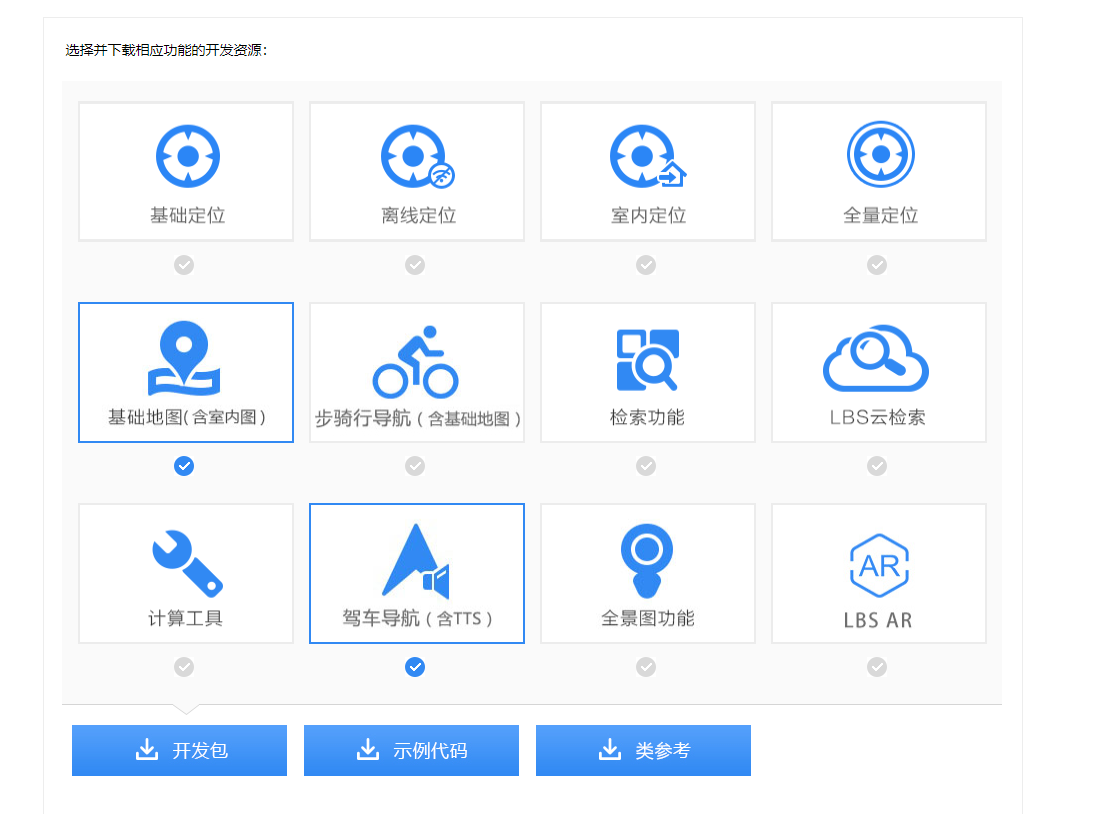 选择并下载相应功能的开发资源：
基础定位
离线定位
室内定位
全量定位
基础地图(含室内图)
步骑行导航(含基础地图)
检索功能
LBS云检索
计算工具
驾车导航(含TTS)
全景图功能
AR
LBS AR
开发包
示例代码
类参考